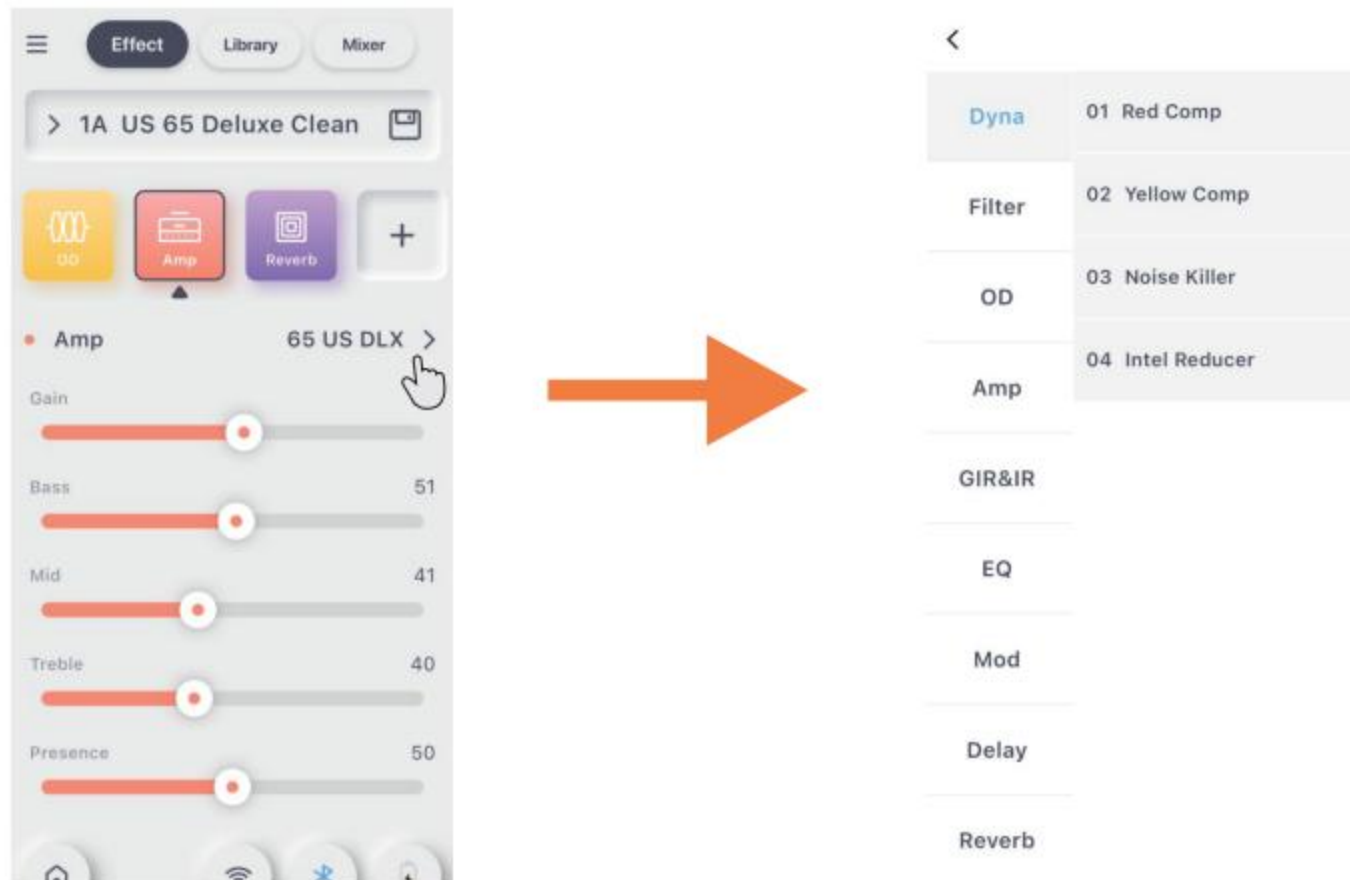 Effect Library Mixer
1A US 65 Deluxe Clean
OD Amp Reverb
Amp 65 US DLX
Gain
Bass 51
Mid 41
Treble 40
Presence 50
Dyna
Filter
OD
Amp
GIR&IR
EQ
Mod
Delay
Reverb
01 Red Comp
02 Yellow Comp
03 Noise Killer
04 Intel Reducer